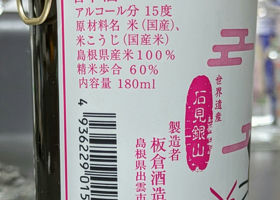 アルコール分 15度
原材料名 米(国産)、
米こうじ(国産米)
島根県産米100%
精米歩合 60%
内容量 180ml
世界遺産
石見銀山
製造者
板倉酒造
島根県出雲市
4 936229 015